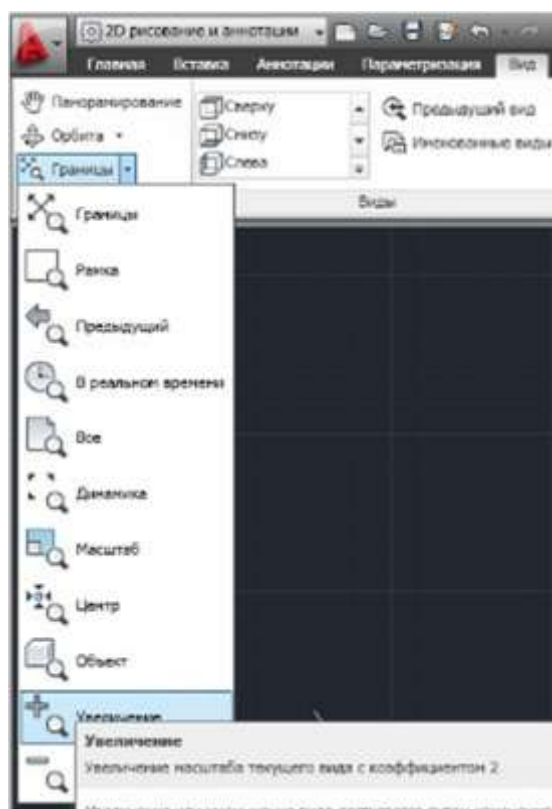 2D рисование и аннотации
Главная Вставка Аннотации Параметризация Вид
Панорамирование
Орбита
Границы
Сверху
Снизу
Слева
Предыдущий вид
Именованные виды
Виды
Границы
Рамка
Предыдущий
В реальном времени
Все
Динамика
Масштаб
Центр
Объект
Увеличение
Увеличение
Увеличение масштаба текущего вида с коэффициентом 2